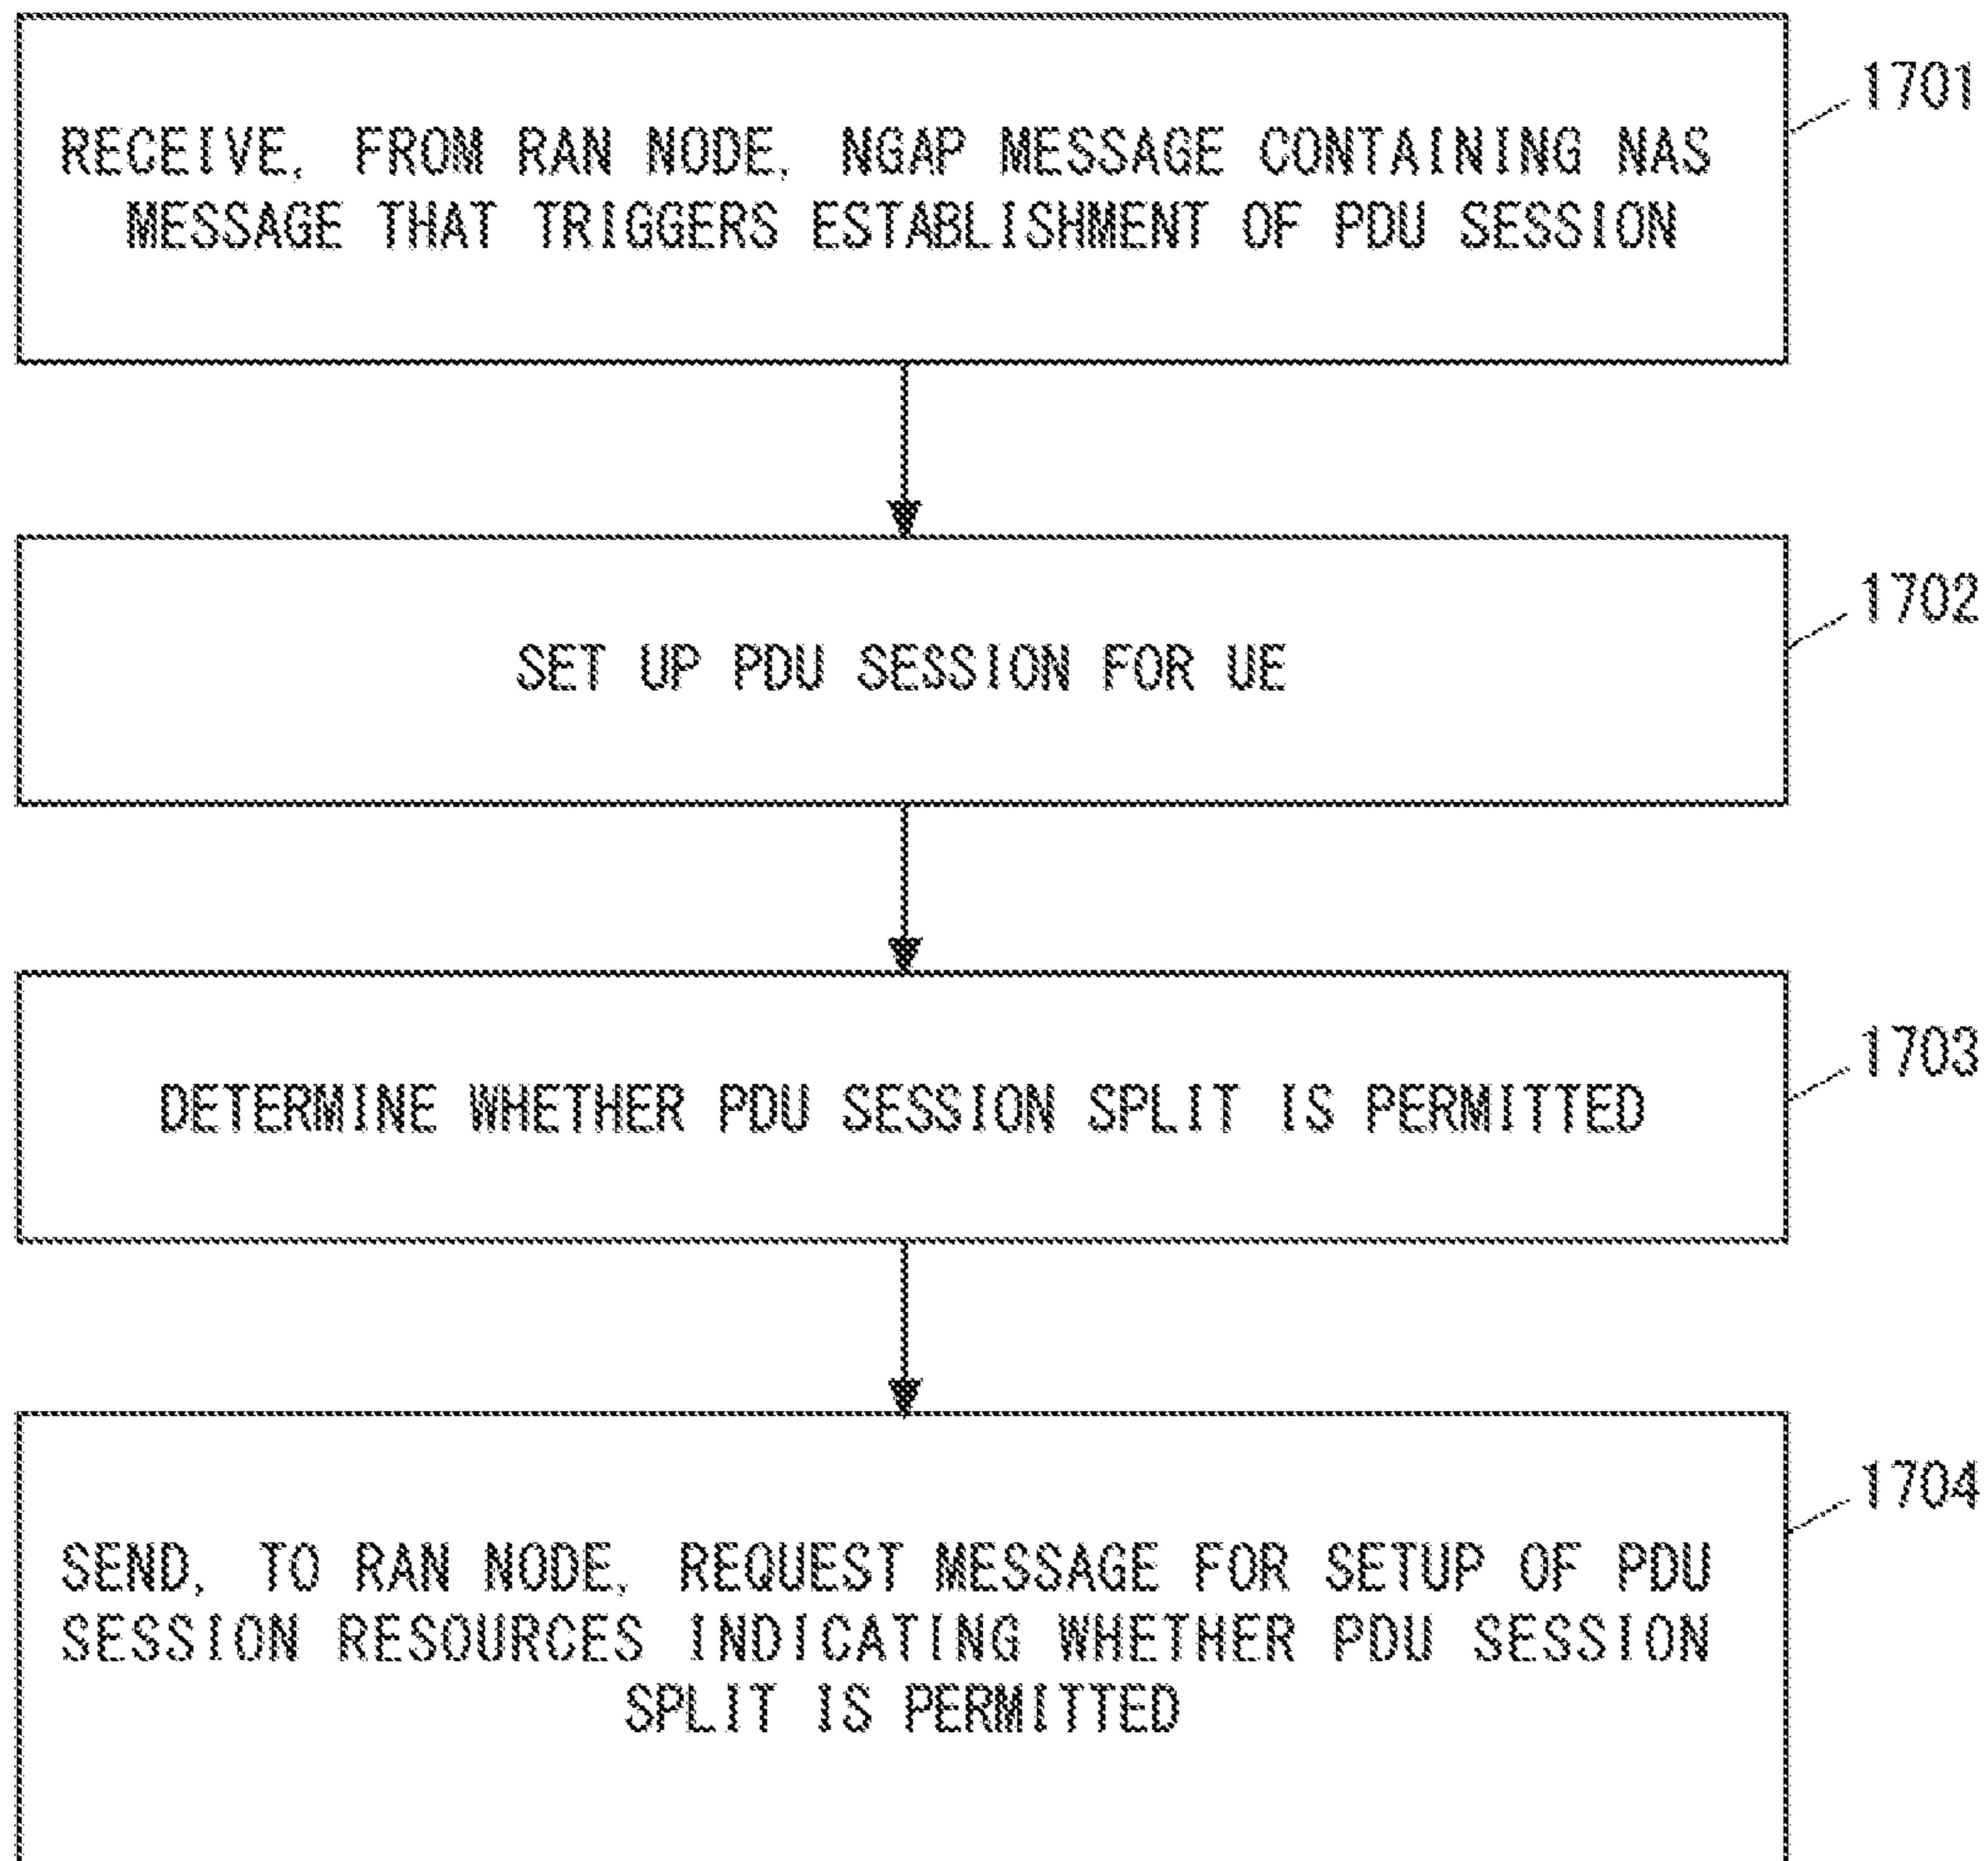 1701
RECEIVE, FROM RAN NODE, NGAP MESSAGE CONTAINING NAS
MESSAGE THAT TRIGGERS ESTABLISHMENT OF PDU SESSION
1702
SET UP PDU SESSION FOR UE
1703
DETERMINE WHETHER PDU SESSION SPLIT IS PERMITTED
1704
SEND, TO RAN NODE, REQUEST MESSAGE FOR SETUP OF PDU
SESSION RESOURCES INDICATING WHETHER PDU SESSION
SPLIT IS PERMITTED